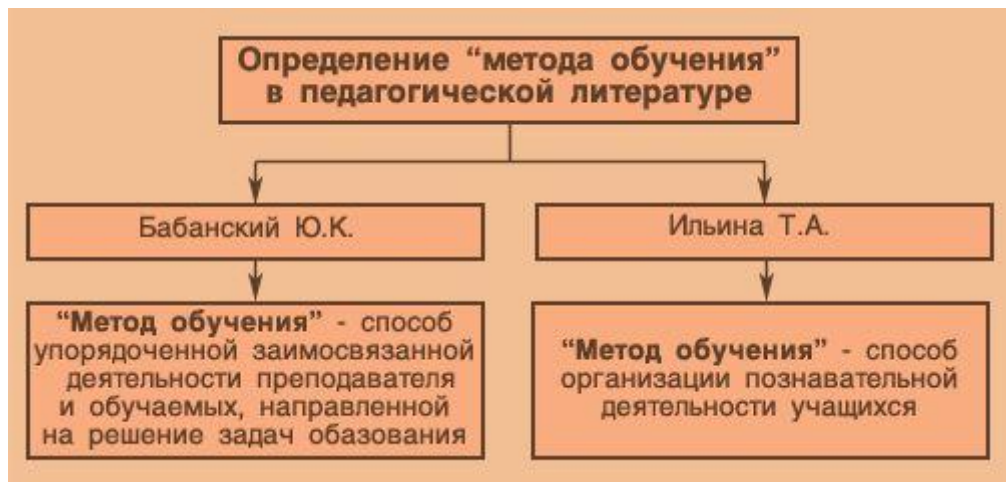 Определение “метода обучения”
в педагогической литературе
Бабанский Ю.К.
Ильина Т.А.
“Метод обучения” - способ
упорядоченной заимосвязанной
деятельности преподавателя
и обучаемых, направленной
на решение задач обазования
“Метод обучения” - способ
организации познавательной
деятельности учащихся